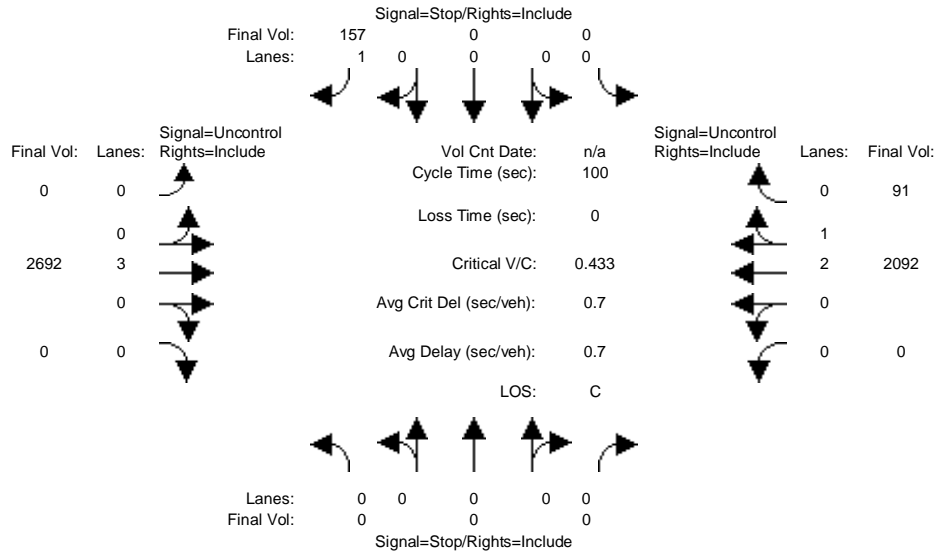 Signal=Stop/Rights=Include
Final Vol: 157 0 0
Lanes: 1 0 0 0 0
Signal=Uncontrol
Final Vol: Lanes: Rights=Include
Vol Cnt Date: n/a
Cycle Time (sec): 100
Signal=Uncontrol
Rights=Include Lanes: Final Vol:
0 0
0 91
Loss Time (sec): 0
0
1
2692 3
Critical V/C: 0.433
2 2092
0
Avg Crit Del (sec/veh): 0.7
0
0 0
Avg Delay (sec/veh): 0.7
0 0
LOS: C
Lanes: 0 0 0 0 0
Final Vol: 0 0 0
Signal=Stop/Rights=Include